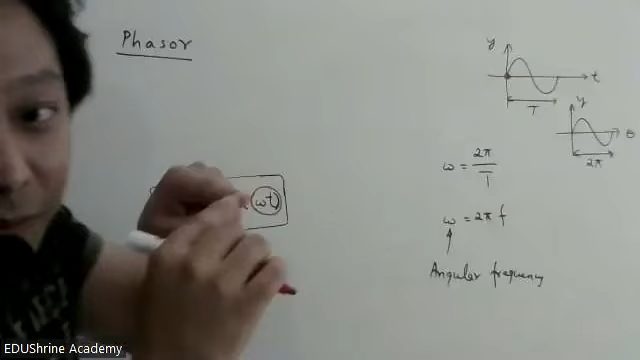 Phasor
y
t
T
y
θ
2π
ωt
ω = 2π / T
ω = 2π f
Angular frequency
EDUShrine Academy